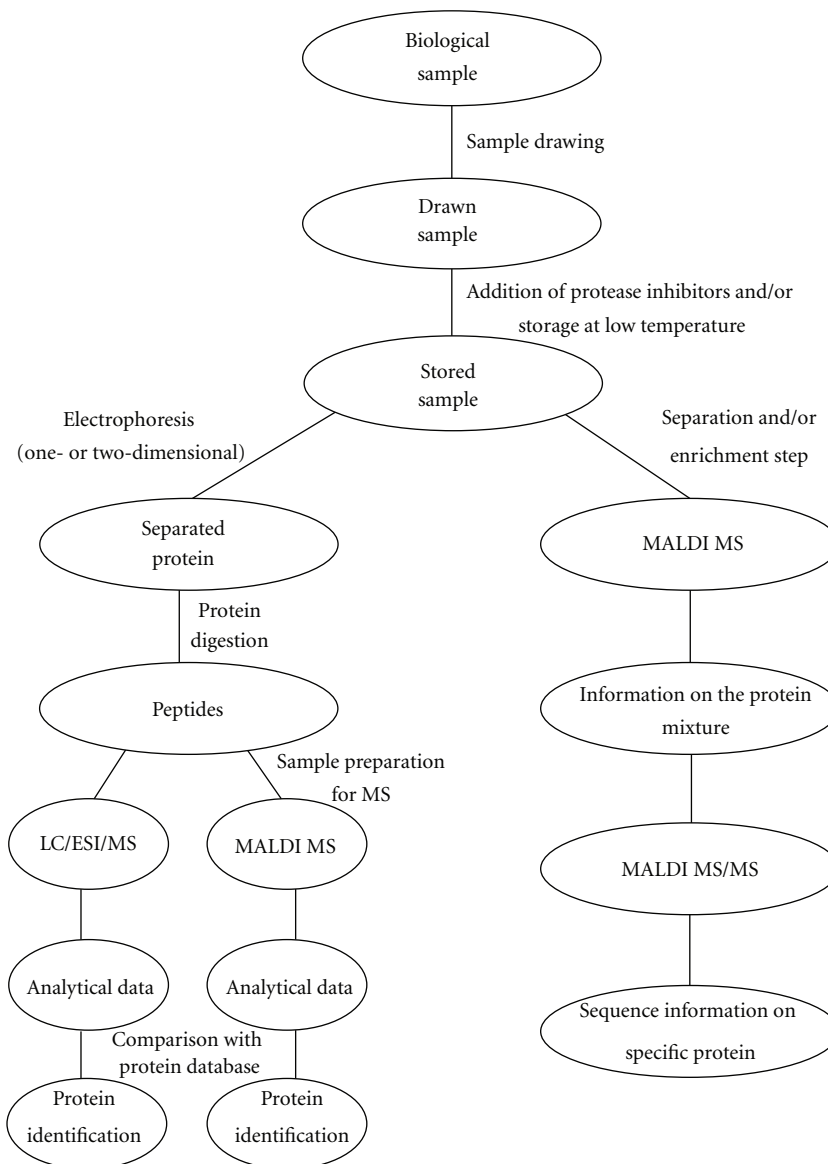 Biological
sample
Sample drawing
Drawn
sample
Addition of protease inhibitors and/or
storage at low temperature
Stored
sample
Electrophoresis
(one- or two-dimensional)
Separation and/or
enrichment step
Separated
protein
MALDI MS
Protein
digestion
Peptides
Information on the protein
mixture
Sample preparation
for MS
LC/ESI/MS
MALDI MS
MALDI MS/MS
Analytical data
Analytical data
Sequence information on
specific protein
Comparison with
protein database
Protein
identification
Protein
identification